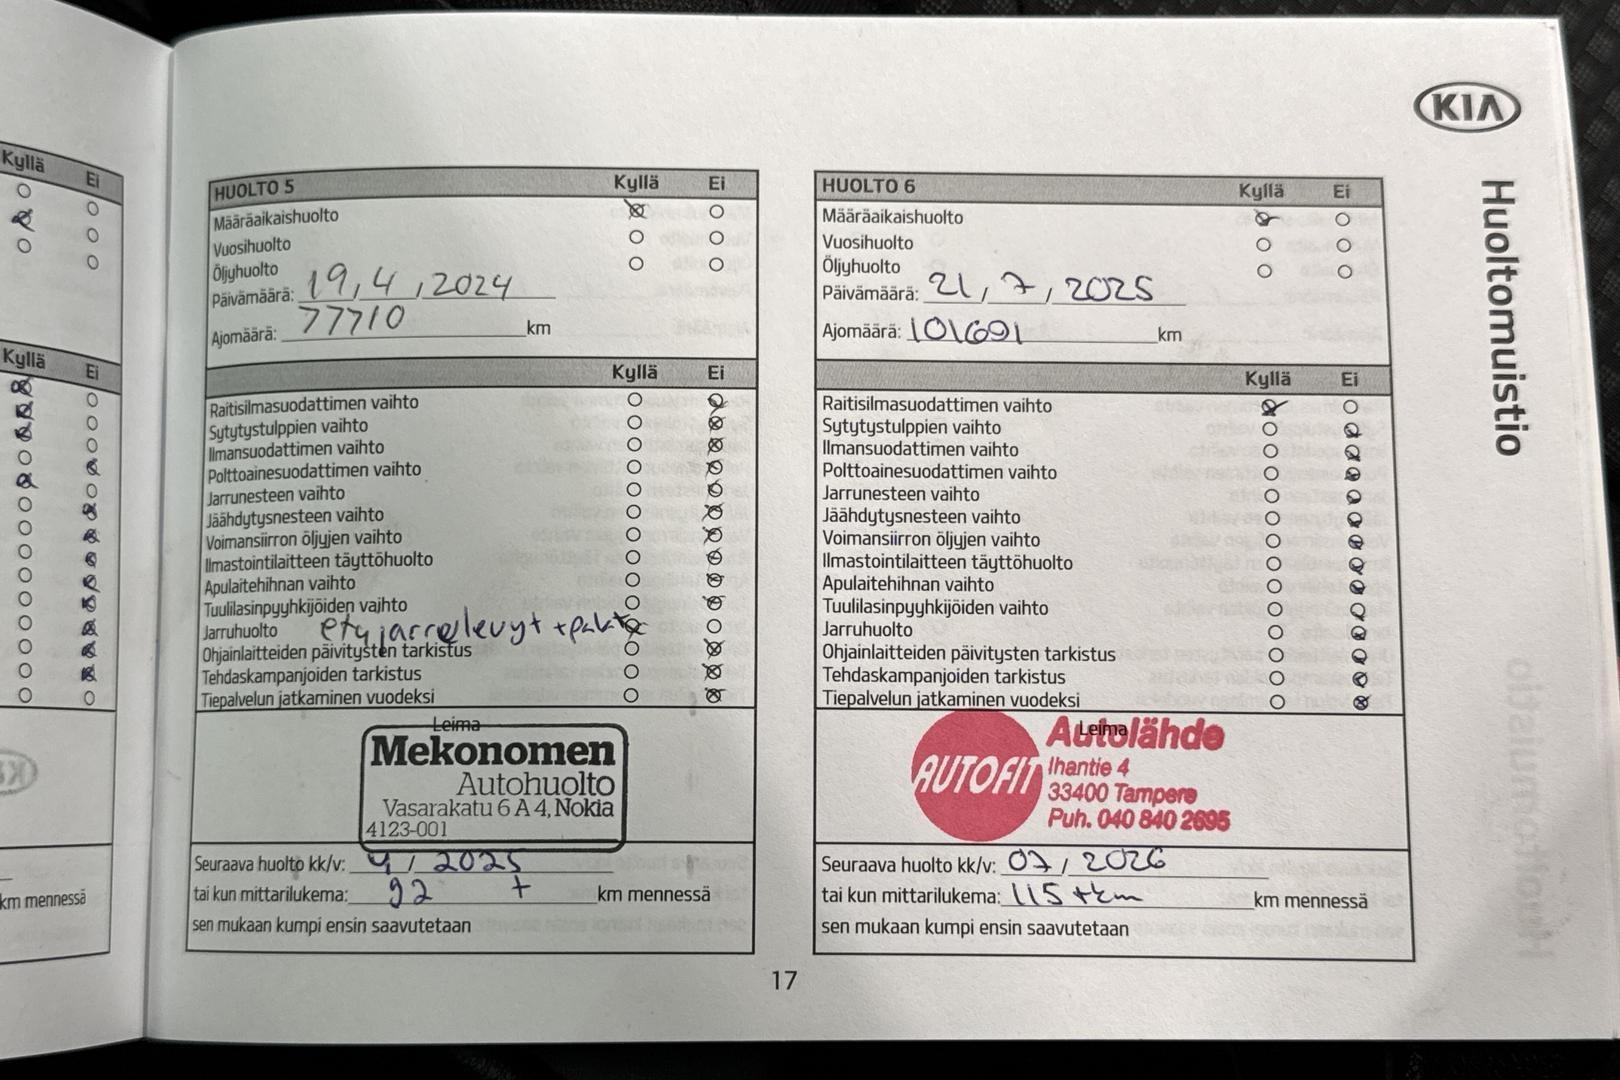 KIA
Huoltomuistio
Kyllä Ei
Kyllä Ei
km mennessä
HUOLTO 5 Kyllä Ei
Määräaikaishuolto
Vuosihuolto
Öljyhuolto
Päivämäärä: 19, 4, 2024
Ajomäärä: 77710 km
Kyllä Ei
Raitisilmasuodattimen vaihto
Sytytystulppien vaihto
Ilmansuodattimen vaihto
Polttoainesuodattimen vaihto
Jarrunesteen vaihto
Jäähdytysnesteen vaihto
Voimansiirron öljyjen vaihto
Ilmastointilaitteen täyttöhuolto
Apulaitehihnan vaihto
Tuulilasinpyyhkijöiden vaihto
Jarruhuolto etujarrulevyt + palat
Ohjainlaitteiden päivitysten tarkistus
Tehdaskampanjoiden tarkistus
Tiepalvelun jatkaminen vuodeksi
Leima
Mekonomen
Autohuolto
Vasarakatu 6 A 4, Nokia
4123-001
Seuraava huolto kk/v: 4 / 2025
tai kun mittarilukema: 92 t km mennessä
sen mukaan kumpi ensin saavutetaan
HUOLTO 6 Kyllä Ei
Määräaikaishuolto
Vuosihuolto
Öljyhuolto
Päivämäärä: 21, 7, 2025
Ajomäärä: 101691 km
Kyllä Ei
Raitisilmasuodattimen vaihto
Sytytystulppien vaihto
Ilmansuodattimen vaihto
Polttoainesuodattimen vaihto
Jarrunesteen vaihto
Jäähdytysnesteen vaihto
Voimansiirron öljyjen vaihto
Ilmastointilaitteen täyttöhuolto
Apulaitehihnan vaihto
Tuulilasinpyyhkijöiden vaihto
Jarruhuolto
Ohjainlaitteiden päivitysten tarkistus
Tehdaskampanjoiden tarkistus
Tiepalvelun jatkaminen vuodeksi
Leima
AUTOFIT
Autolähde
Ihantie 4
33400 Tampere
Puh. 040 840 2695
Seuraava huolto kk/v: 07 / 2026
tai kun mittarilukema: 115 tkm km mennessä
sen mukaan kumpi ensin saavutetaan
17